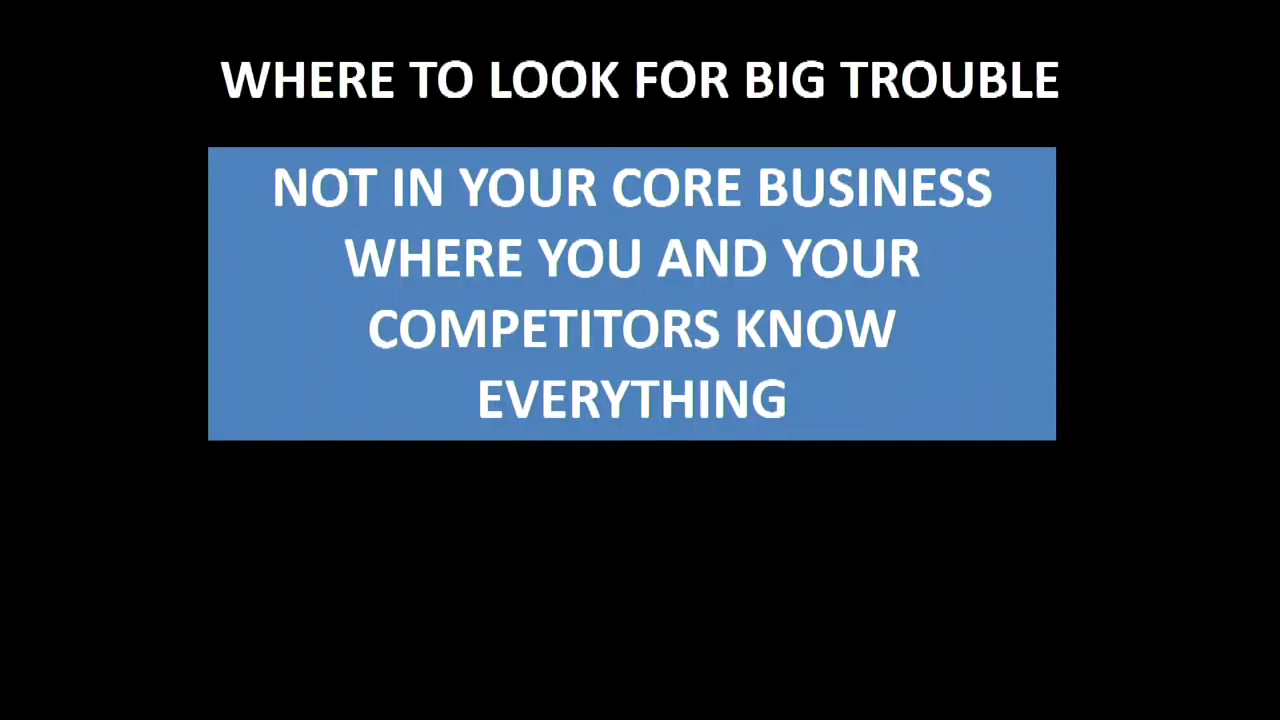 WHERE TO LOOK FOR BIG TROUBLE
NOT IN YOUR CORE BUSINESS
WHERE YOU AND YOUR
COMPETITORS KNOW
EVERYTHING